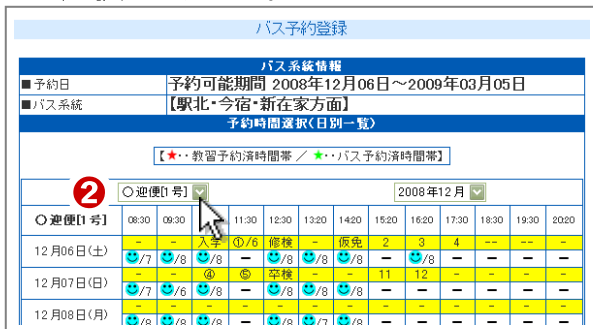 バス予約登録
バス系統情報
■予約日 予約可能期間 2008年12月06日～2009年03月05日
■バス系統 【駅北・今宿・新在家方面】
予約時間選択(日別一覧)
【★・・教習予約済時間帯 / ★・・バス予約済時間帯】
2 ○迎便[1号] 2008年12月
○迎便[1号] 08:30 09:30 11:30 12:30 13:20 14:20 15:20 16:20 17:30 18:30 19:30 20:20
- - 入学 ①/6 修検 - 仮免 2 3 4 -- -- -
12月06日(土)
/7 /8 /8 - /8 /8 /8 - /8 - - - -
- - ④ ⑤ 卒検 - - 11 12 - - - -
12月07日(日)
/7 /6 /8 - /8 /8 /8 - - - - - -
- - - - - - - - - - - - -
12月08日(月)
/8 /8 /8 - /8 /7 /8 - - - - - -